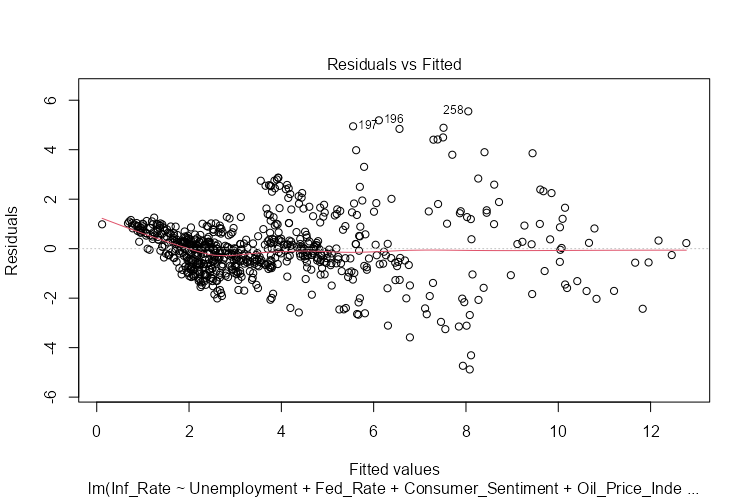 Residuals vs Fitted
Residuals
6
4
2
0
-2
-4
-6
197
196
258
0 2 4 6 8 10 12
Fitted values
lm(Inf_Rate ~ Unemployment + Fed_Rate + Consumer_Sentiment + Oil_Price_Inde ...